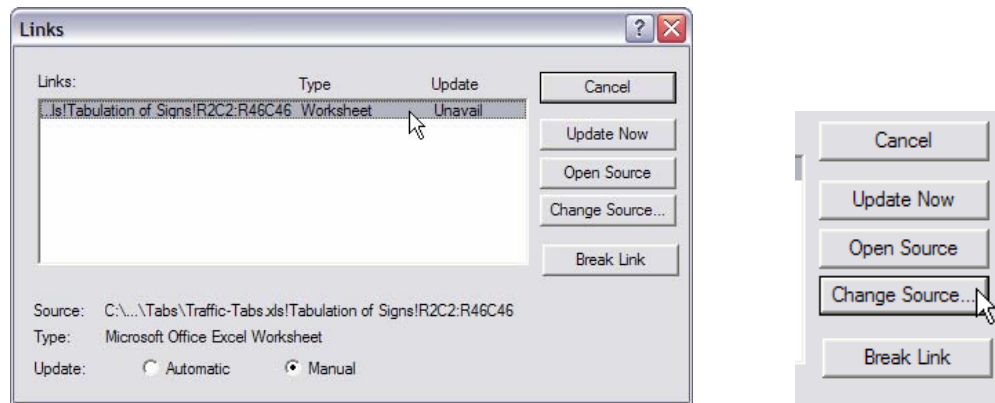 Links
Links: Type Update
...ls!Tabulation of Signs!R2C2:R46C46 Worksheet Unavail
Cancel
Update Now
Open Source
Change Source...
Break Link
Source: C:\...\Tabs\Traffic-Tabs.xls!Tabulation of Signs!R2C2:R46C46
Type: Microsoft Office Excel Worksheet
Update: Automatic Manual
Cancel
Update Now
Open Source
Change Source...
Break Link